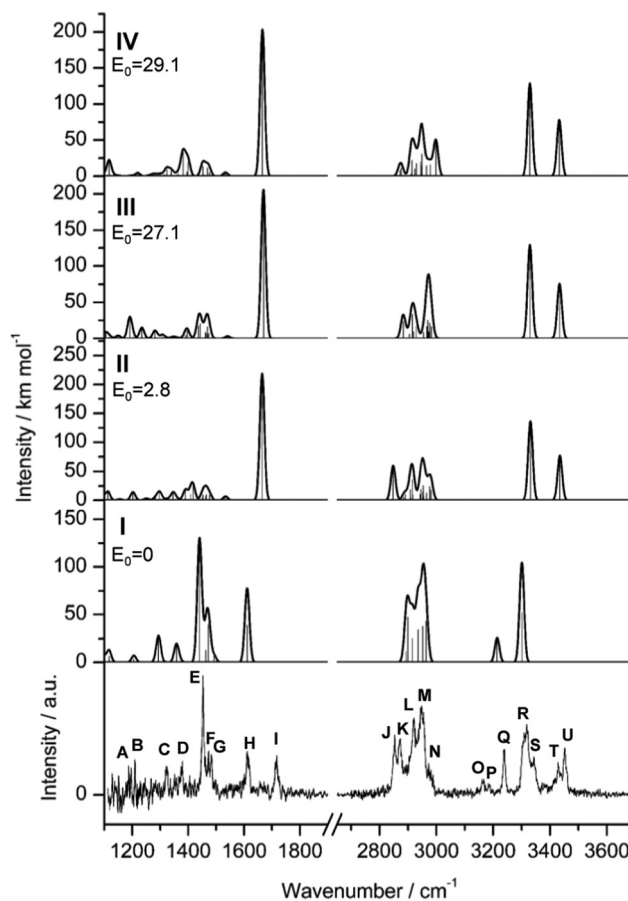 200
150
100
50
0
IV
E₀=29.1
200
150
100
50
0
III
E₀=27.1
250
200
150
100
50
0
II
E₀=2.8
150
100
50
0
I
E₀=0
0
Intensity / km mol⁻¹
Intensity / a.u.
A B C D E F G H I J K L M N O P Q R S T U
1200 1400 1600 1800 2800 3000 3200 3400 3600
Wavenumber / cm⁻¹